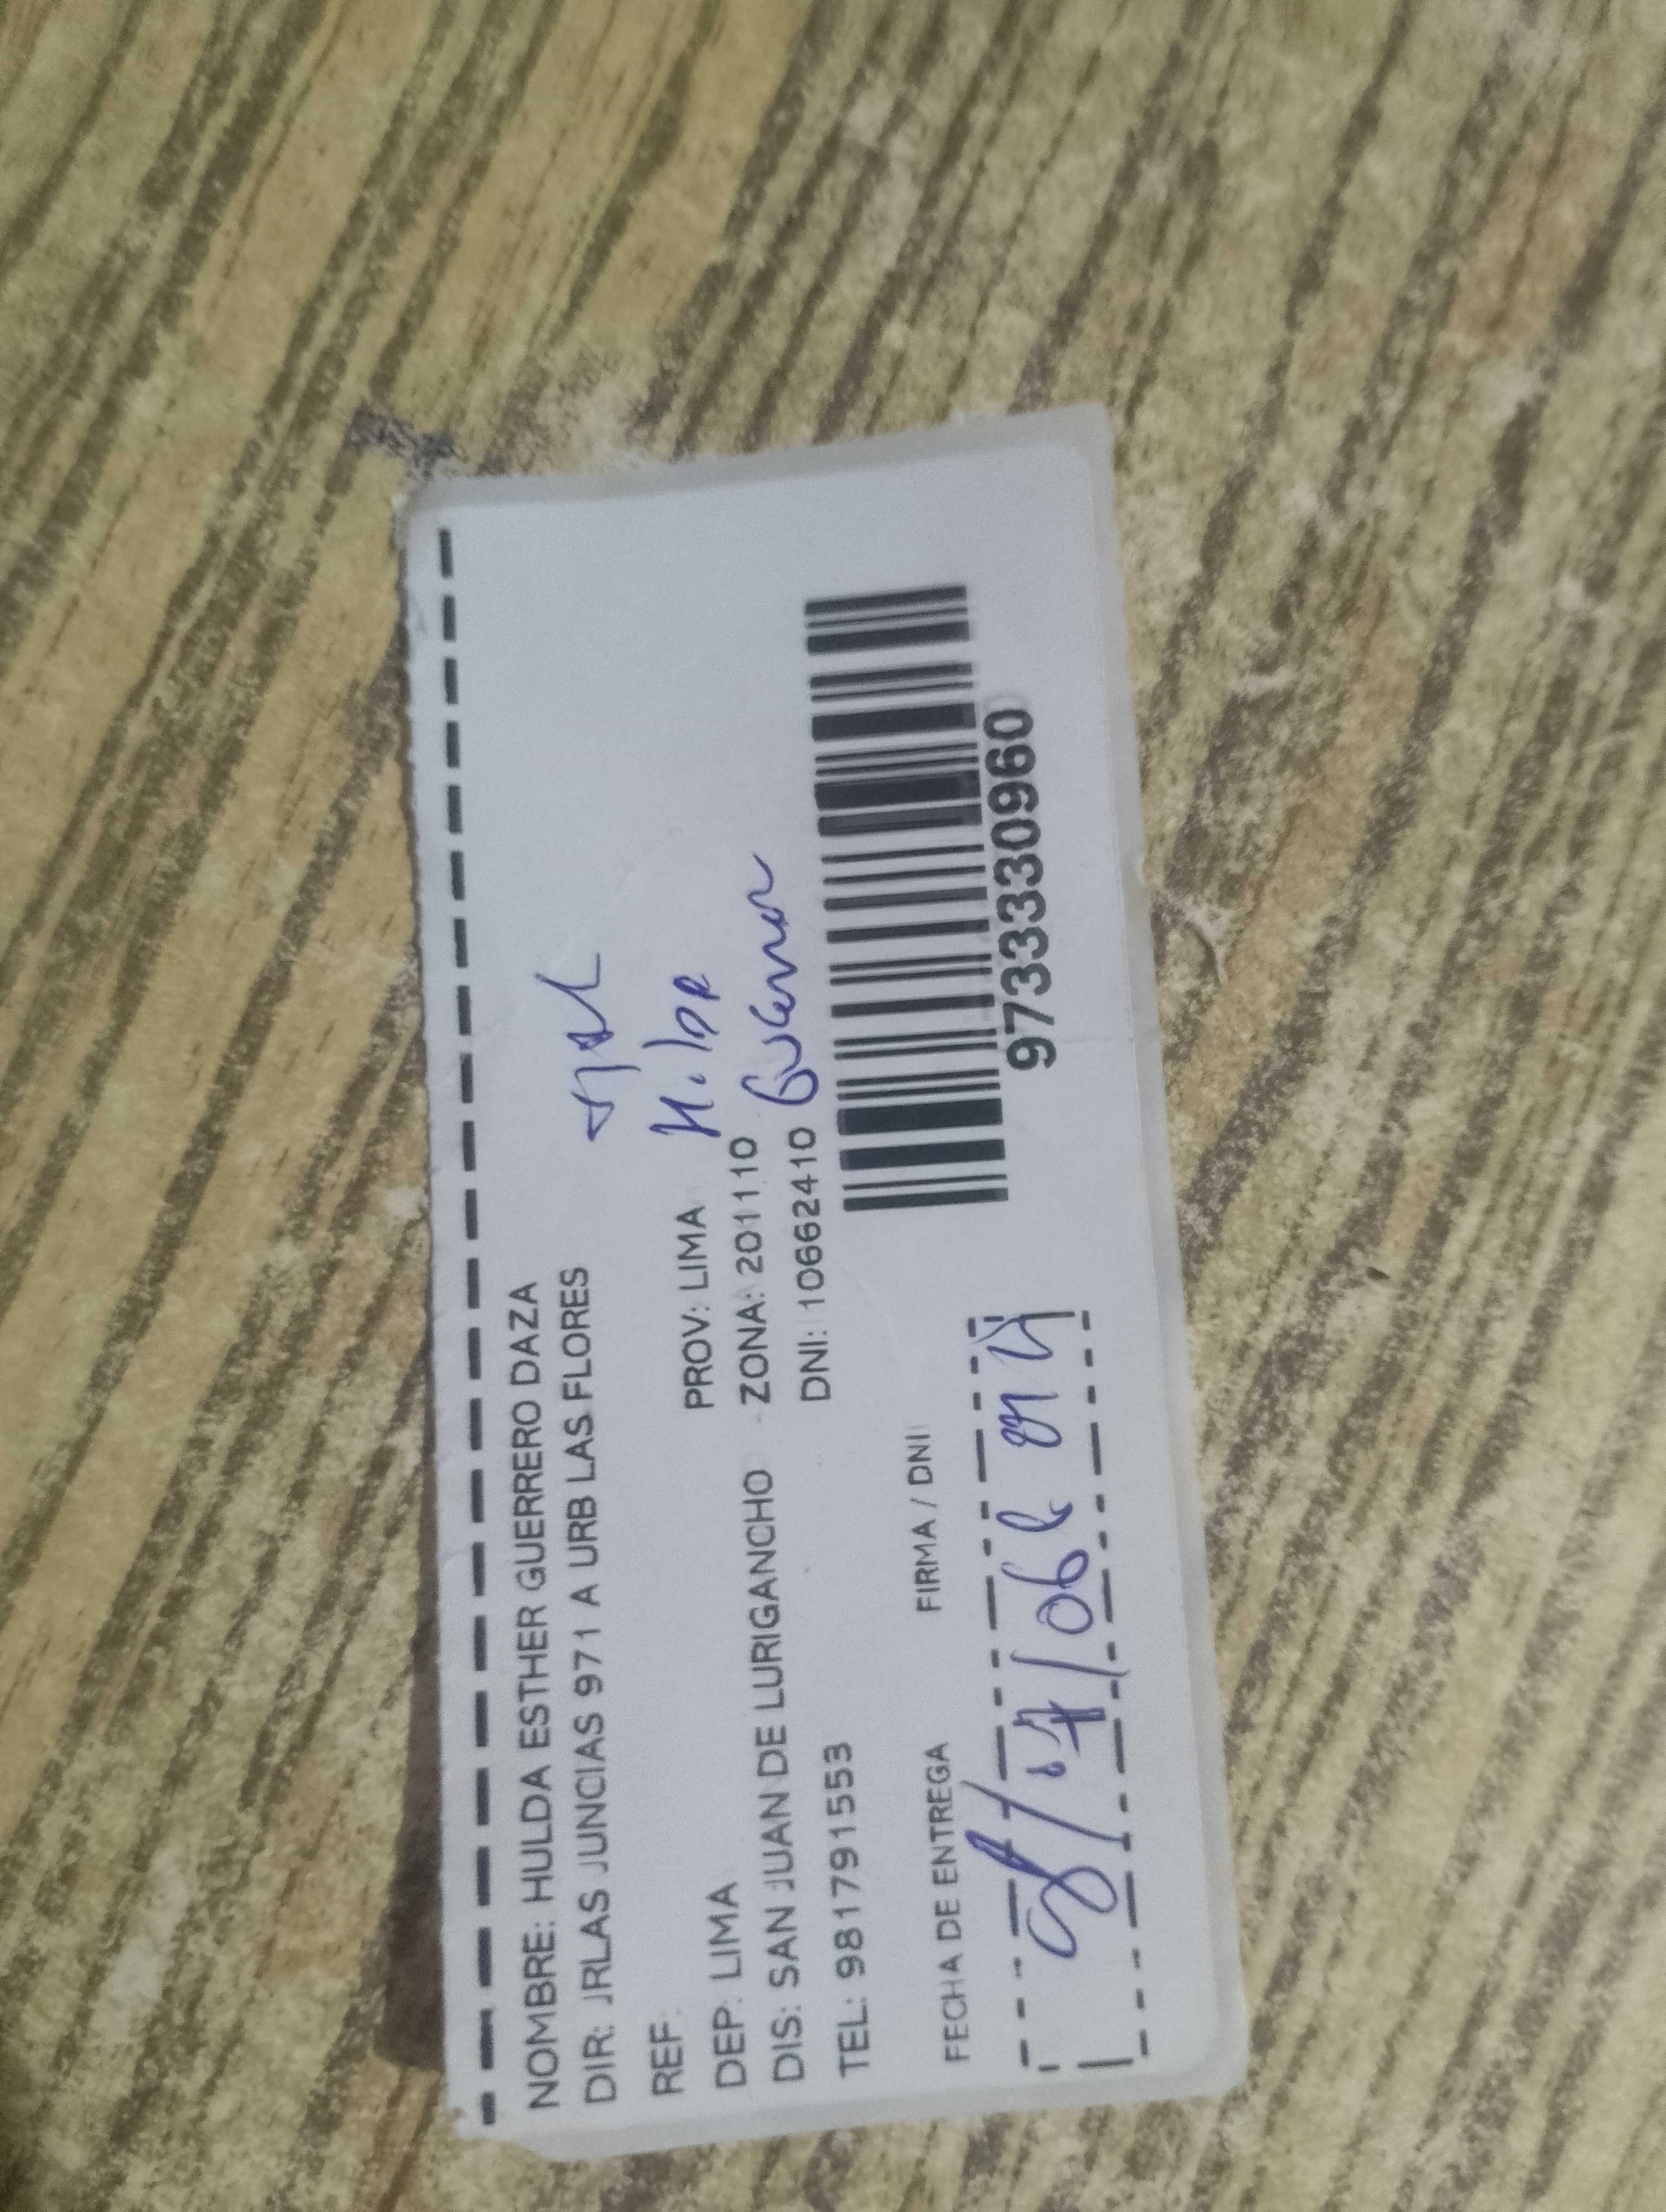 NOMBRE: HULDA ESTHER GUERRERO DAZA
DIR: JRLAS JUNCIAS 971 A URB LAS FLORES
REF:
DEP: LIMA PROV: LIMA
DIS: SAN JUAN DE LURIGANCHO ZONA: 201110
TEL: 981791553 DNI: 10662410
FECHA DE ENTREGA FIRMA / DNI
9733330960